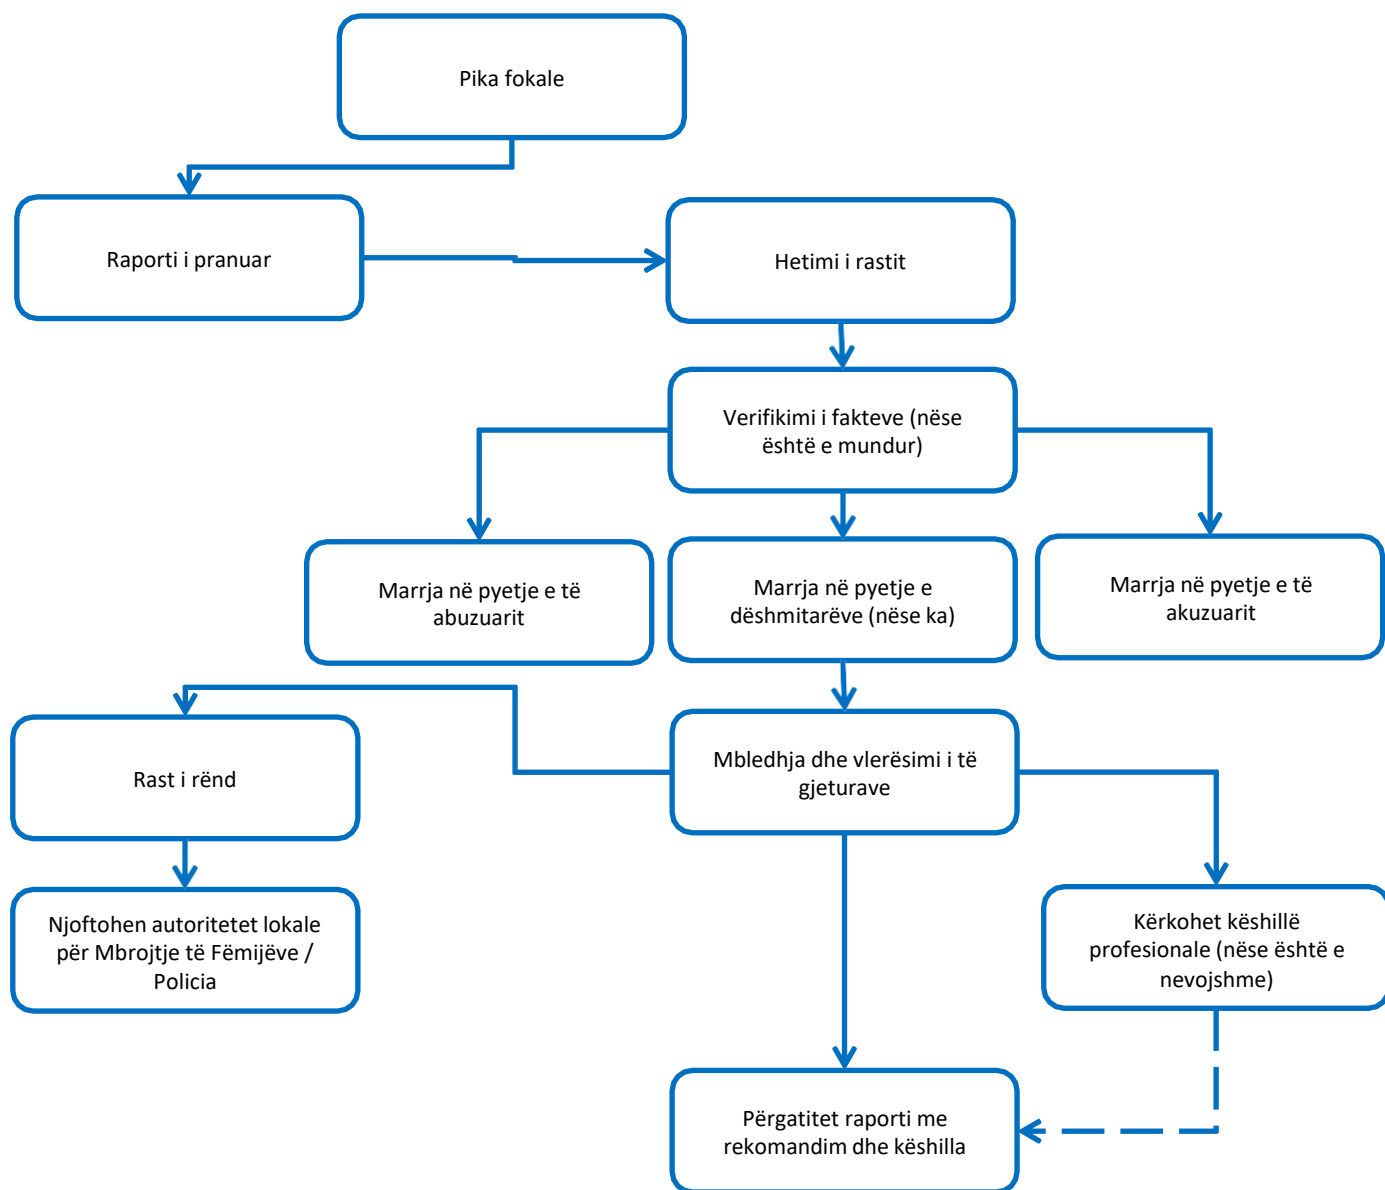 Pika fokale
Raporti i pranuar
Hetimi i rastit
Verifikimi i fakteve (nëse
është e mundur)
Marrja në pyetje e të
abuzuarit
Marrja në pyetje e
dëshmitarëve (nëse ka)
Marrja në pyetje e të
akuzuarit
Rast i rënd
Mbledhja dhe vlerësimi i të
gjeturave
Njoftohen autoritetet lokale
për Mbrojtje të Fëmijëve /
Policia
Kërkohet këshillë
profesionale (nëse është e
nevojshme)
Përgatitet raporti me
rekomandim dhe këshilla